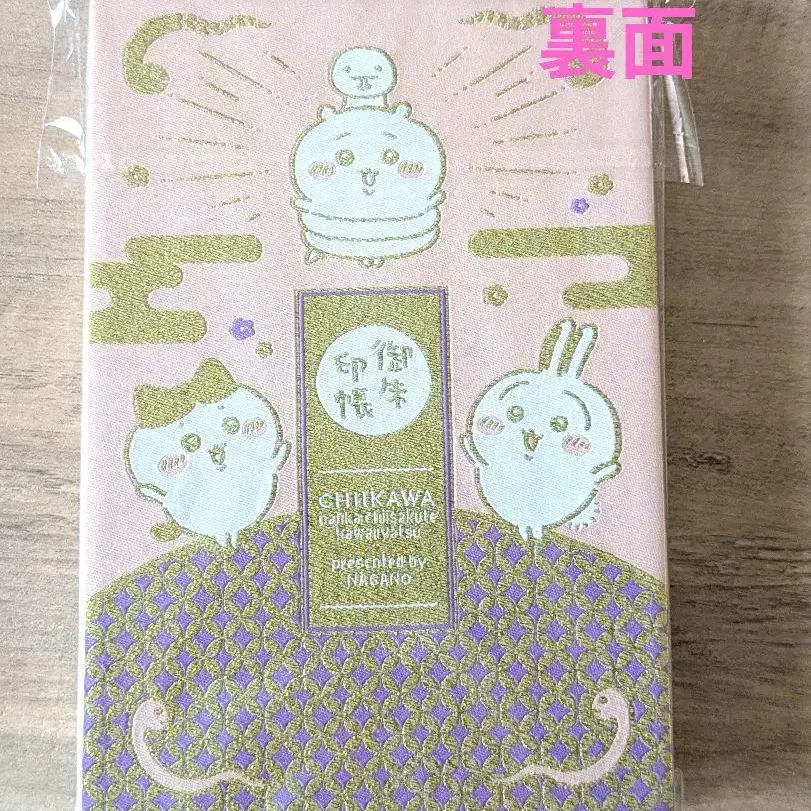 裏面
御朱
印帳
CHIIKAWA
nankachiisakute
kawaiiyatsu
presented by
NAGANO